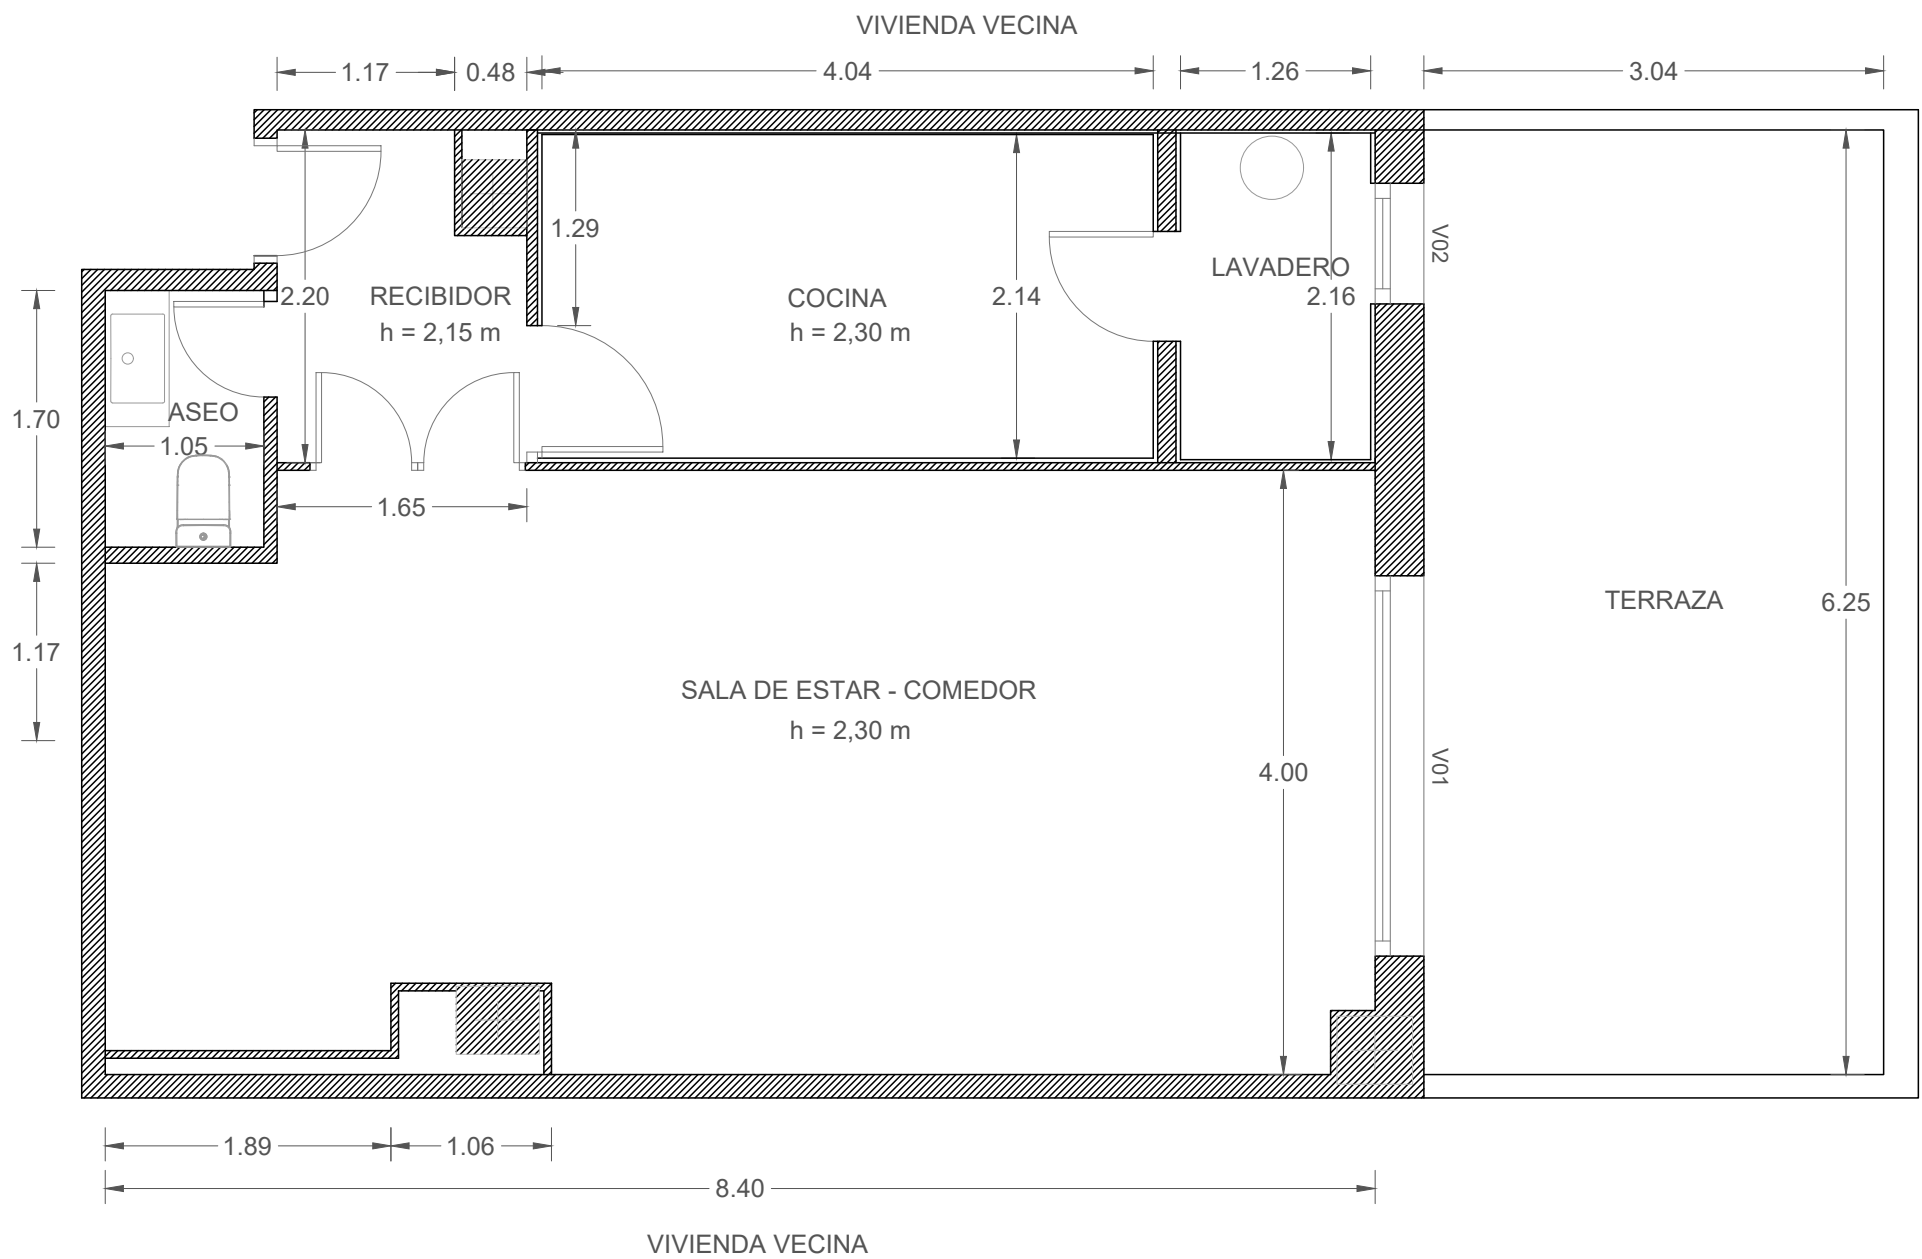 VIVIENDA VECINA
1.17
0.48
4.04
1.26
3.04
1.29
V02
LAVADERO
2.20
RECIBIDOR
COCINA
2.14
2.16
h = 2,15 m
h = 2,30 m
1.70
ASEO
1.05
1.65
TERRAZA
6.25
1.17
SALA DE ESTAR - COMEDOR
h = 2,30 m
4.00
V01
1.89
1.06
8.40
VIVIENDA VECINA